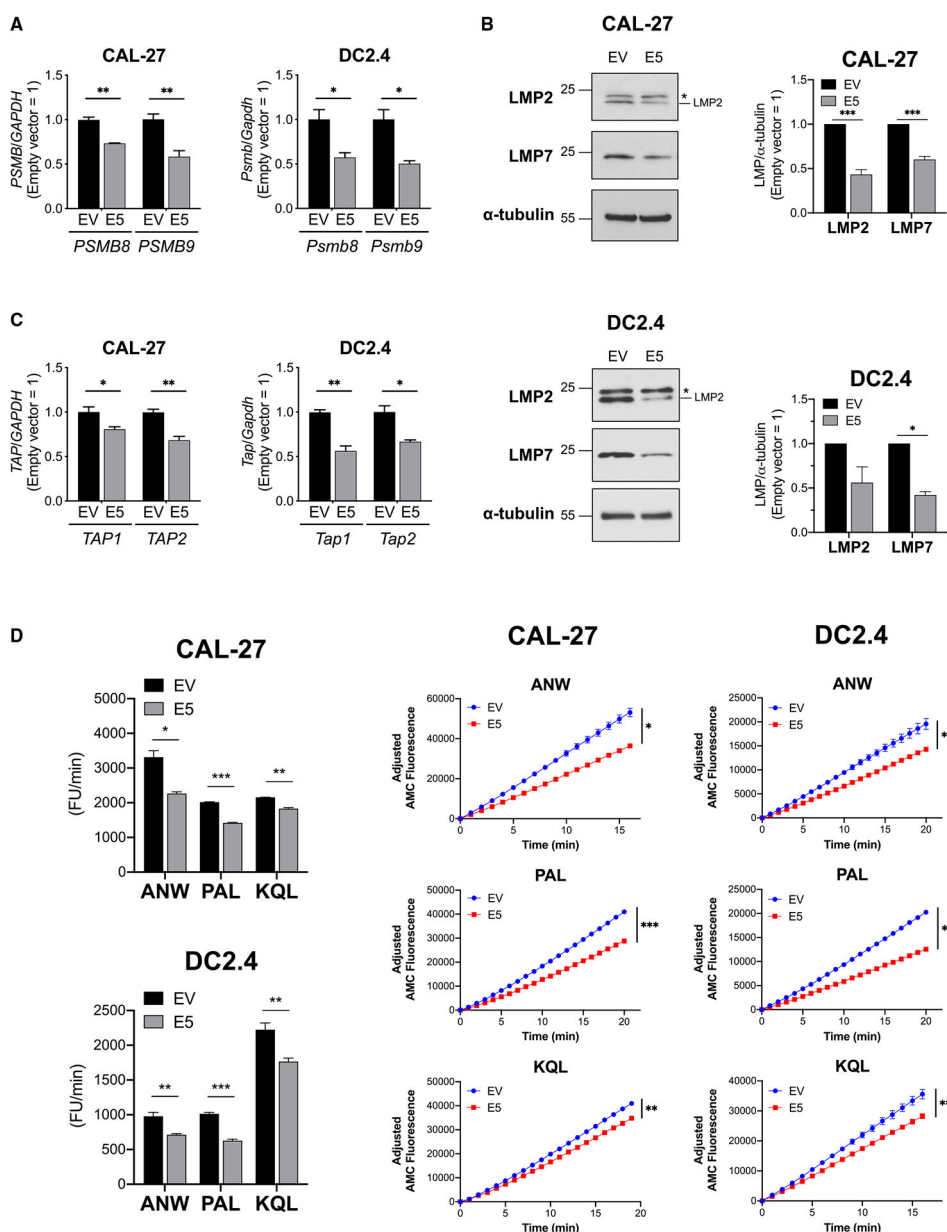 A
CAL-27
PSMB/GAPDH
(Empty vector = 1)
1.5
1.0
0.5
0
**
**
EV E5 EV E5
PSMB8 PSMB9
DC2.4
Psmb/Gapdh
(Empty vector = 1)
1.5
1.0
0.5
0
*
*
EV E5 EV E5
Psmb8 Psmb9
B
CAL-27
EV E5
LMP2
25
*
LMP2
LMP7
25
α-tubulin
55
CAL-27
EV
E5
LMP/α-tubulin
(Empty vector = 1)
1.5
1.0
0.5
0.0
***
***
LMP2 LMP7
C
CAL-27
TAP/GAPDH
(Empty vector = 1)
1.5
1.0
0.5
0
*
**
EV E5 EV E5
TAP1 TAP2
DC2.4
Tap/Gapdh
(Empty vector = 1)
1.5
1.0
0.5
0
**
*
EV E5 EV E5
Tap1 Tap2
DC2.4
EV E5
LMP2
25
*
LMP2
LMP7
25
α-tubulin
55
DC2.4
EV
E5
LMP/α-tubulin
(Empty vector = 1)
1.5
1.0
0.5
0
*
LMP2 LMP7
D
CAL-27
EV
E5
(FU/min)
5000
4000
3000
2000
1000
0
*
***
**
ANW PAL KQL
DC2.4
EV
E5
(FU/min)
2500
2000
1500
1000
500
0
**
***
**
ANW PAL KQL
CAL-27
ANW
EV
E5
Adjusted
AMC Fluorescence
60000
40000
20000
0
0 5 10 15
Time (min)
*
PAL
EV
E5
Adjusted
AMC Fluorescence
50000
40000
30000
20000
10000
0
0 5 10 15 20
Time (min)
***
KQL
EV
E5
Adjusted
AMC Fluorescence
50000
40000
30000
20000
10000
0
0 5 10 15 20
Time (min)
**
DC2.4
ANW
EV
E5
Adjusted
AMC Fluorescence
25000
20000
15000
10000
5000
0
0 5 10 15 20
Time (min)
PAL
EV
E5
Adjusted
AMC Fluorescence
25000
20000
15000
10000
5000
0
0 5 10 15 20
Time (min)
KQL
EV
E5
Adjusted
AMC Fluorescence
40000
30000
20000
10000
0
0 5 10 15
Time (min)